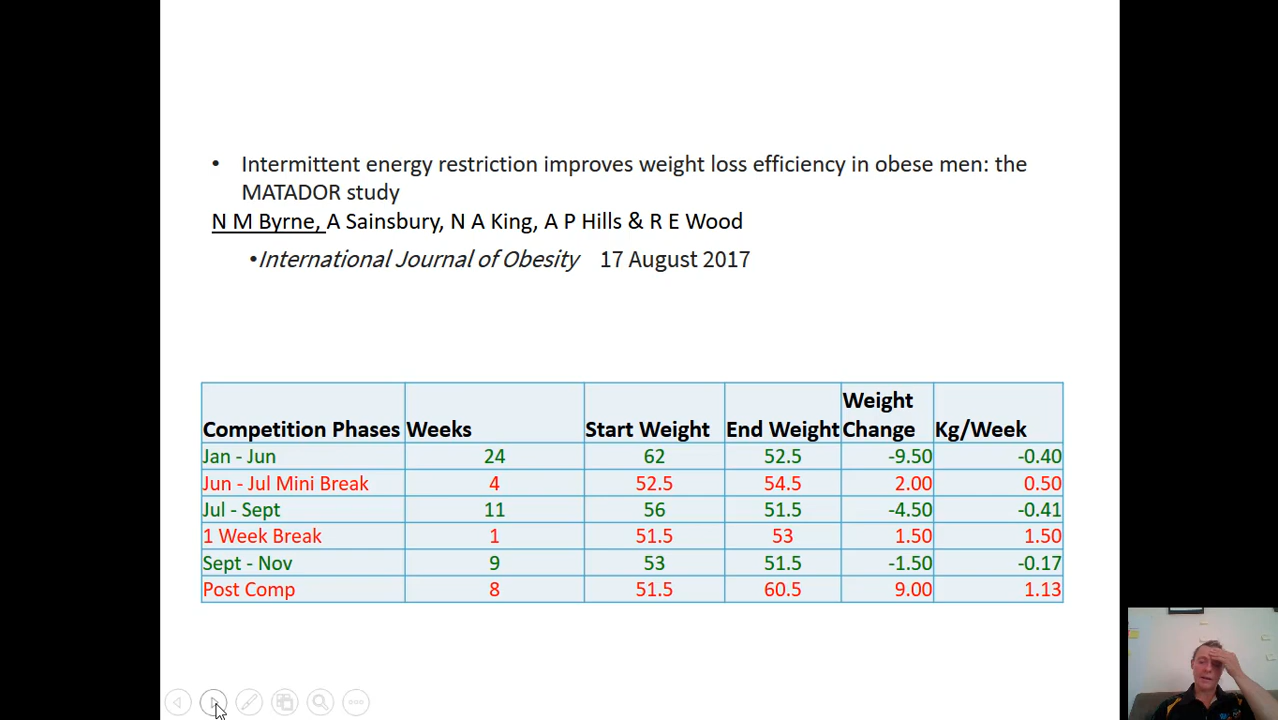 • Intermittent energy restriction improves weight loss efficiency in obese men: the
MATADOR study
N M Byrne, A Sainsbury, N A King, A P Hills & R E Wood
•International Journal of Obesity 17 August 2017
Competition Phases Weeks Start Weight End Weight Weight Change Kg/Week
Jan - Jun 24 62 52.5 -9.50 -0.40
Jun - Jul Mini Break 4 52.5 54.5 2.00 0.50
Jul - Sept 11 56 51.5 -4.50 -0.41
1 Week Break 1 51.5 53 1.50 1.50
Sept - Nov 9 53 51.5 -1.50 -0.17
Post Comp 8 51.5 60.5 9.00 1.13